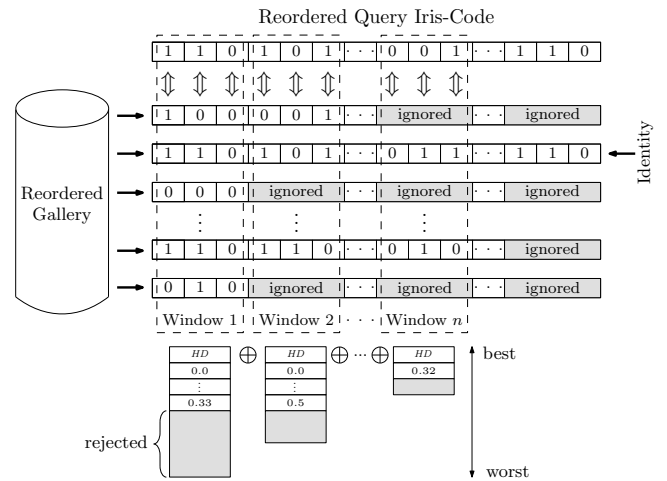 Reordered Query Iris-Code
1 1 0 1 0 1 · · · 0 0 1 · · · 1 1 0
1 0 0 0 0 1 · · · ignored · · · ignored
1 1 0 1 0 1 · · · 0 1 1 · · · 1 1 0
Identity
Reordered
Gallery
0 0 0 ignored · · · ignored · · · ignored
⋮ ⋮ ⋮
1 1 0 1 1 0 · · · 0 1 0 · · · ignored
0 1 0 ignored · · · ignored · · · ignored
Window 1 Window 2 · · · Window n
HD ⊕ HD ⊕ ··· ⊕ HD best
0.0 0.0 0.32
⋮ ⋮
0.33 0.5
rejected
worst